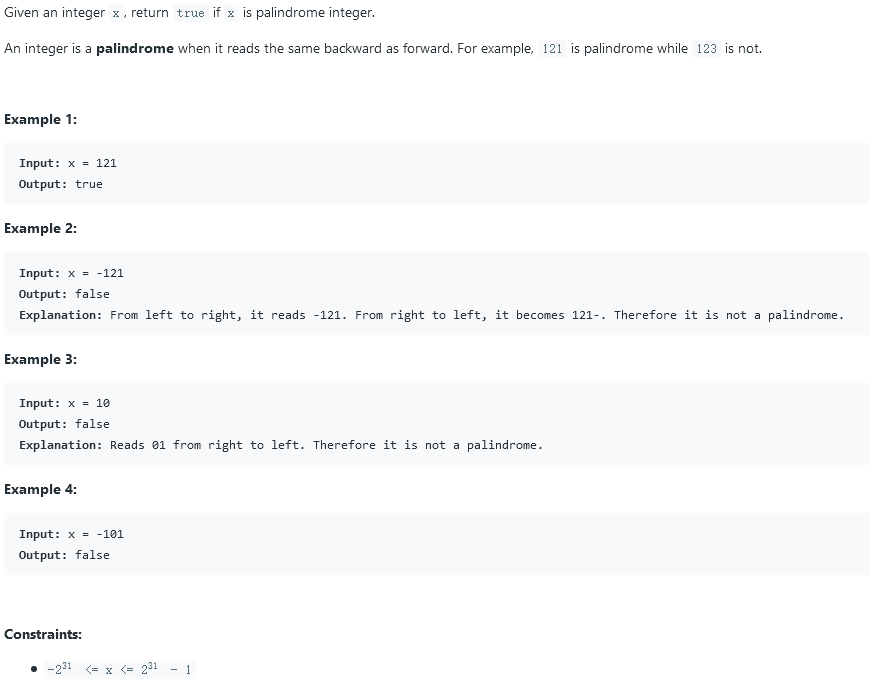 Given an integer x, return true if x is palindrome integer.
An integer is a palindrome when it reads the same backward as forward. For example, 121 is palindrome while 123 is not.
Example 1:
Input: x = 121
Output: true
Example 2:
Input: x = -121
Output: false
Explanation: From left to right, it reads -121. From right to left, it becomes 121-. Therefore it is not a palindrome.
Example 3:
Input: x = 10
Output: false
Explanation: Reads 01 from right to left. Therefore it is not a palindrome.
Example 4:
Input: x = -101
Output: false
Constraints:
• -2³¹ <= x <= 2³¹ - 1